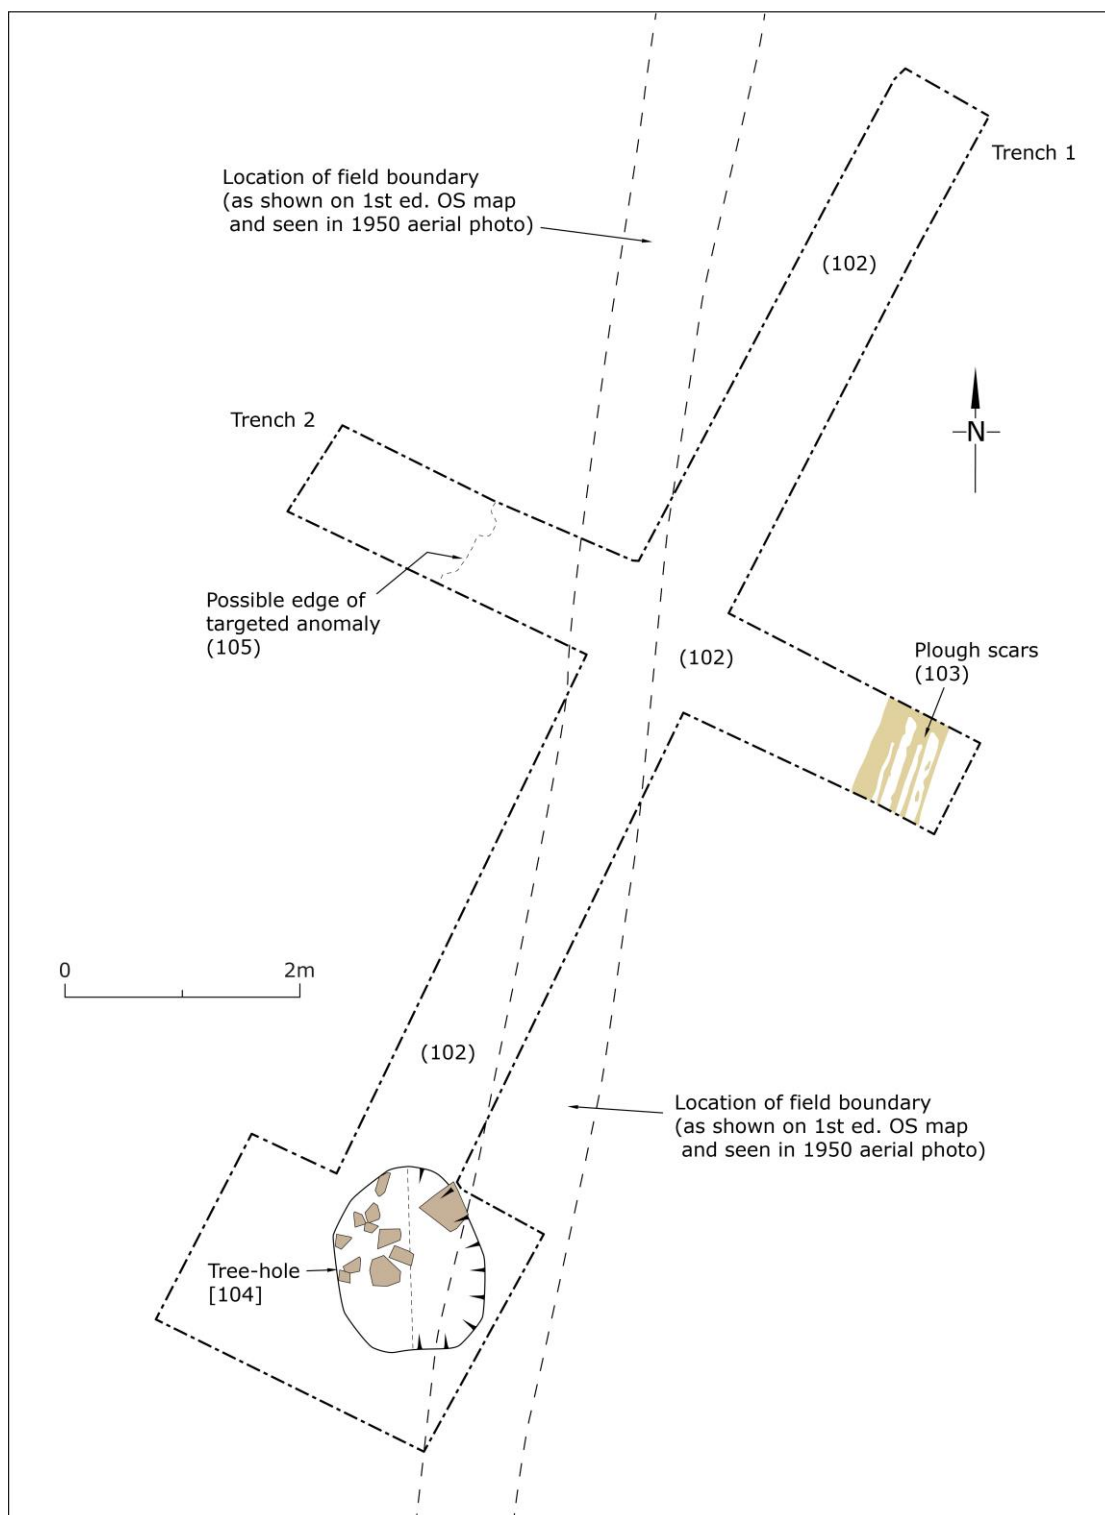 Trench 1
Location of field boundary
(as shown on 1st ed. OS map
and seen in 1950 aerial photo)
(102)
Trench 2
N
Possible edge of
targeted anomaly
(105)
(102)
Plough scars
(103)
0
2m
(102)
Location of field boundary
(as shown on 1st ed. OS map
and seen in 1950 aerial photo)
Tree-hole
[104]